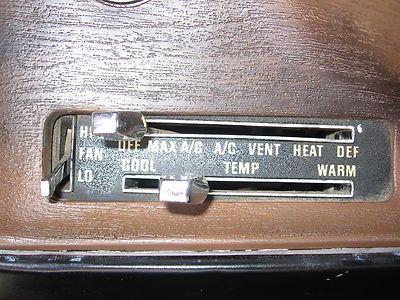 HI OFF MAX A/C A/C VENT HEAT DEF
FAN COOL TEMP WARM
LO